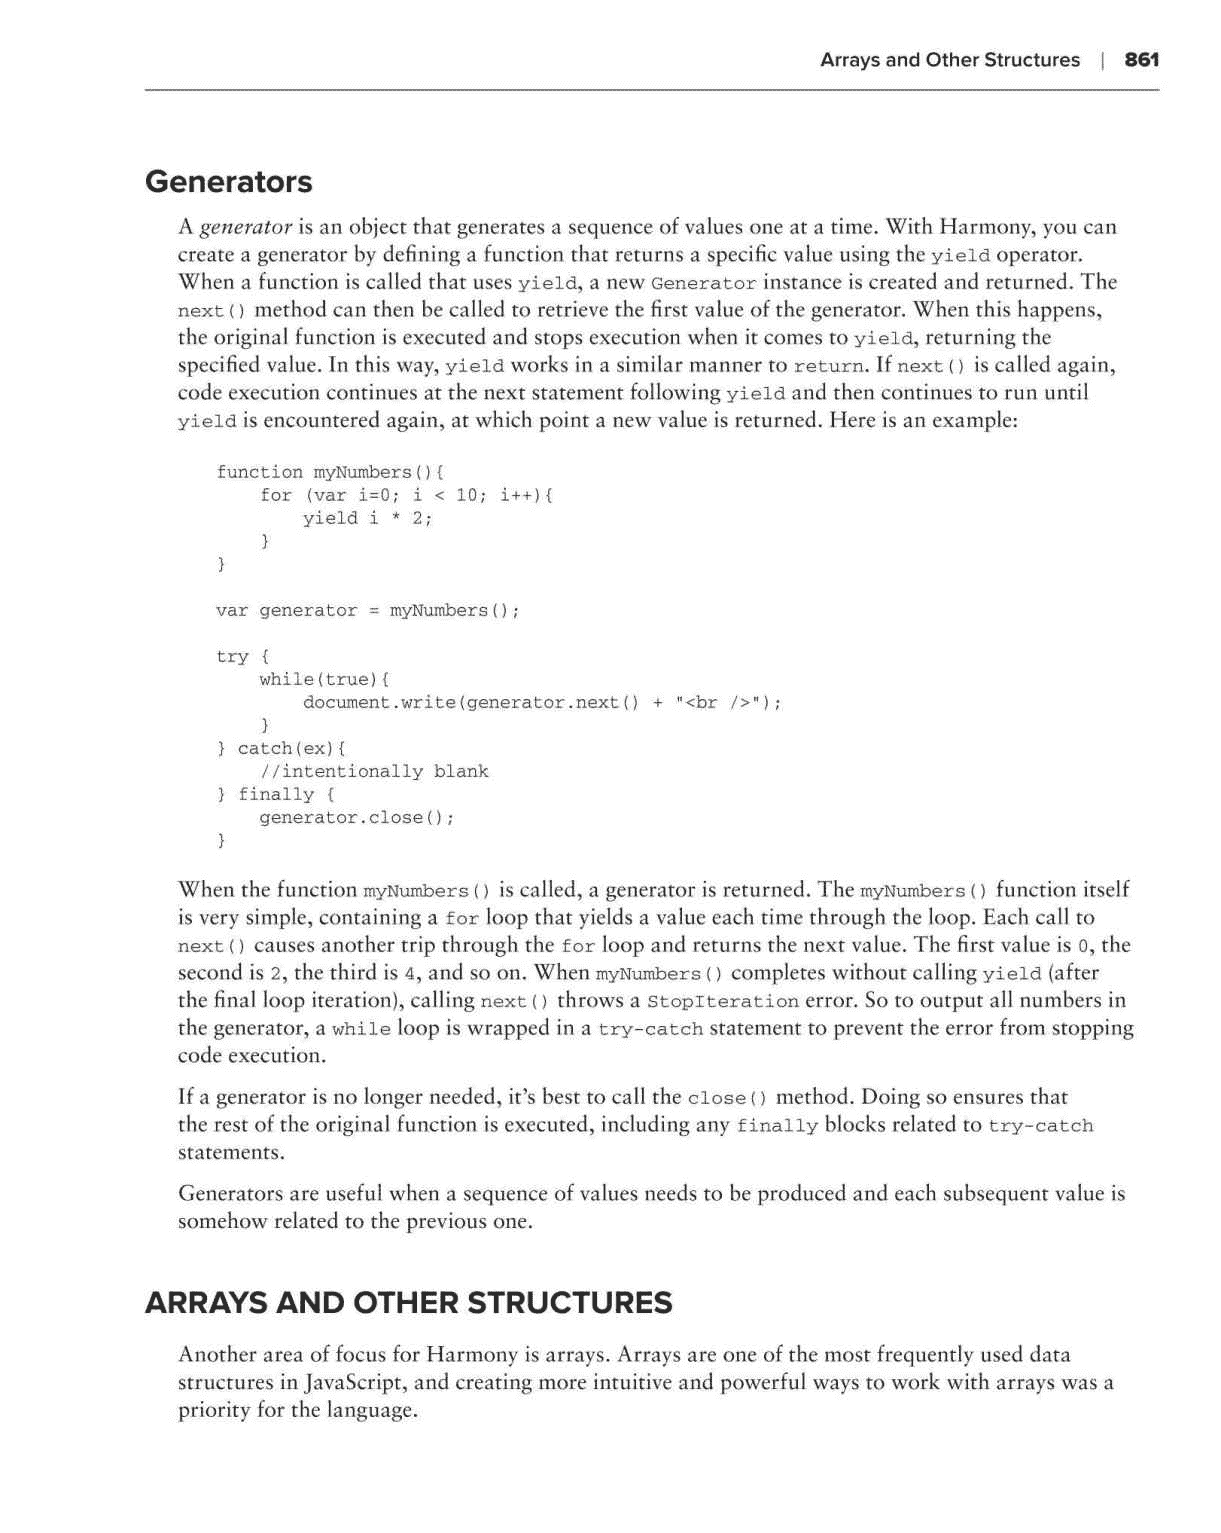 Arrays and Other Structures | 861
Generators
A generator is an object that generates a sequence of values one at a time. With Harmony, you can
create a generator by defining a function that returns a specific value using the yield operator.
When a function is called that uses yield, a new Generator instance is created and returned. The
next() method can then be called to retrieve the first value of the generator. When this happens,
the original function is executed and stops execution when it comes to yield, returning the
specified value. In this way, yield works in a similar manner to return. If next() is called again,
code execution continues at the next statement following yield and then continues to run until
yield is encountered again, at which point a new value is returned. Here is an example:
function myNumbers(){
    for (var i=0; i < 10; i++){
        yield i * 2;
    }
}
var generator = myNumbers();
try {
    while(true){
        document.write(generator.next() + "<br />");
    }
} catch(ex){
    //intentionally blank
} finally {
    generator.close();
}
When the function myNumbers() is called, a generator is returned. The myNumbers() function itself
is very simple, containing a for loop that yields a value each time through the loop. Each call to
next() causes another trip through the for loop and returns the next value. The first value is 0, the
second is 2, the third is 4, and so on. When myNumbers() completes without calling yield (after
the final loop iteration), calling next() throws a StopIteration error. So to output all numbers in
the generator, a while loop is wrapped in a try-catch statement to prevent the error from stopping
code execution.
If a generator is no longer needed, it's best to call the close() method. Doing so ensures that
the rest of the original function is executed, including any finally blocks related to try-catch
statements.
Generators are useful when a sequence of values needs to be produced and each subsequent value is
somehow related to the previous one.
ARRAYS AND OTHER STRUCTURES
Another area of focus for Harmony is arrays. Arrays are one of the most frequently used data
structures in JavaScript, and creating more intuitive and powerful ways to work with arrays was a
priority for the language.